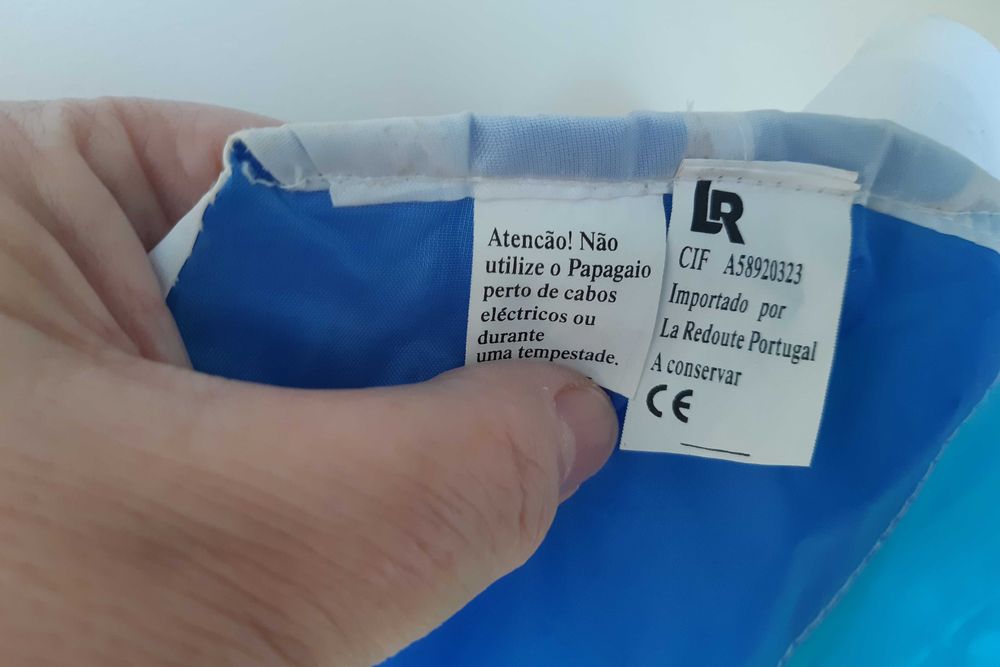 Atencão! Não
utilize o Papagaio
perto de cabos
eléctricos ou
durante
uma tempestade.
LR
CIF A58920323
Importado por
La Redoute Portugal
A conservar
CE